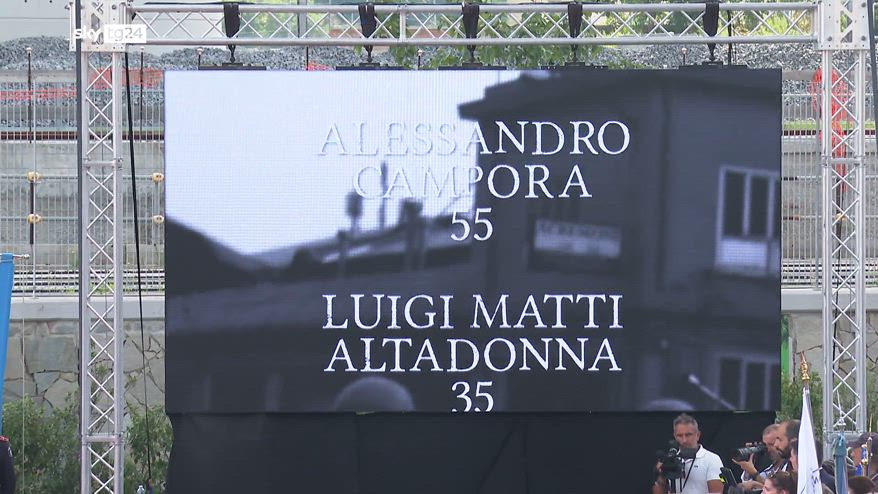 sky tg24
ALESSANDRO
CAMPORA
55
LUIGI MATTI
ALTADONNA
35